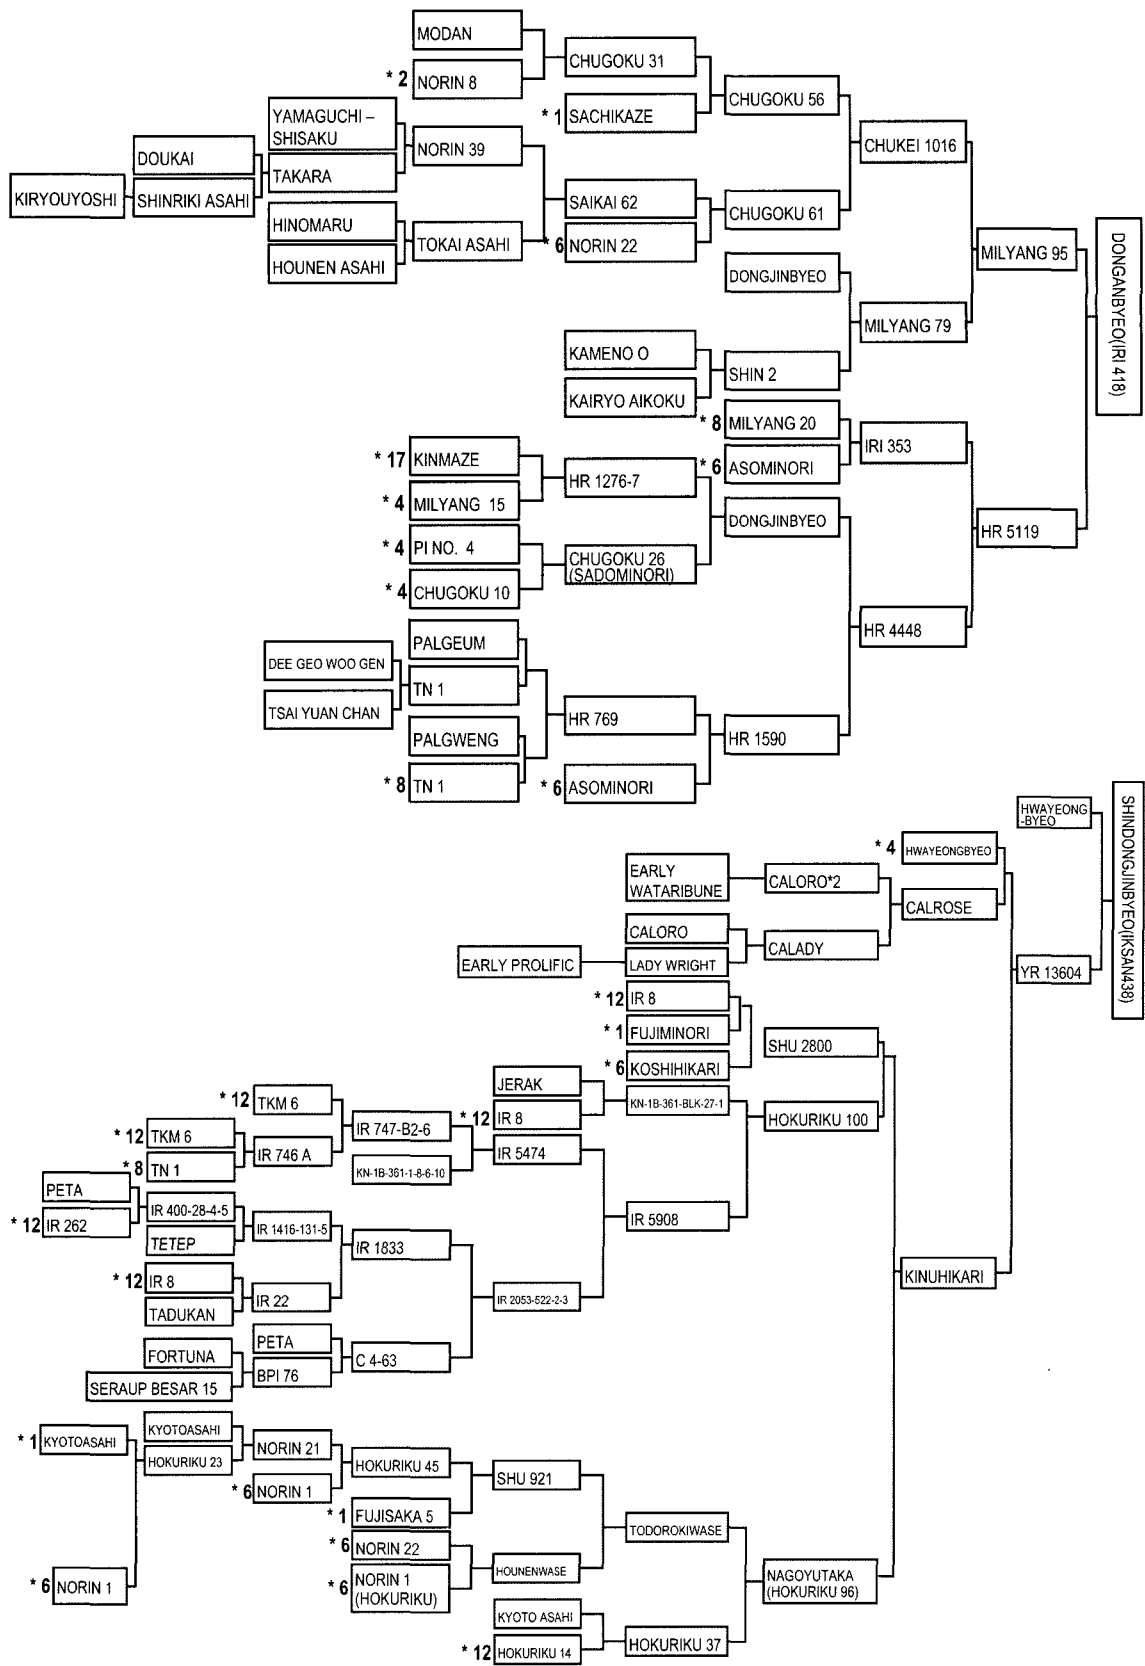 MODAN
* 2 NORIN 8
CHUGOKU 31
* 1 SACHIKAZE
CHUGOKU 56
YAMAGUCHI –
SHISAKU
NORIN 39
CHUKEI 1016
DOUKAI
TAKARA
KIRYOUYOSHI
SHINRIKI ASAHI
SAIKAI 62
CHUGOKU 61
HINOMARU
TOKAI ASAHI
* 6 NORIN 22
HOUNEN ASAHI
MILYANG 95
DONGANBYEO(IRI 418)
DONGJINBYEO
MILYANG 79
KAMENO O
SHIN 2
KAIRYO AIKOKU
* 8 MILYANG 20
IRI 353
* 6 ASOMINORI
* 17 KINMAZE
HR 1276-7
* 4 MILYANG 15
DONGJINBYEO
HR 5119
* 4 PI NO. 4
CHUGOKU 26
(SADOMINORI)
* 4 CHUGOKU 10
HR 4448
PALGEUM
DEE GEO WOO GEN
TN 1
TSAI YUAN CHAN
HR 769
HR 1590
PALGWENG
* 8 TN 1
* 6 ASOMINORI
HWAYEONG
-BYEO
SHINDONGJINBYEO(IKSAN438)
* 4 HWAYEONGBYEO
EARLY
WATARIBUNE
CALORO*2
CALROSE
CALORO
CALADY
EARLY PROLIFIC
LADY WRIGHT
YR 13604
* 12 IR 8
* 1 FUJIMINORI
SHU 2800
* 6 KOSHIHIKARI
JERAK
KN-1B-361-BLK-27-1
HOKURIKU 100
* 12 TKM 6
* 12 IR 8
IR 747-B2-6
* 12 TKM 6
IR 746 A
IR 5474
* 8 TN 1
KN-1B-361-1-8-6-10
PETA
IR 400-28-4-5
* 12 IR 262
IR 1416-131-5
IR 5908
TETEP
IR 1833
KINUHIKARI
* 12 IR 8
IR 22
IR 2053-522-2-3
TADUKAN
PETA
FORTUNA
C 4-63
BPI 76
SERAUP BESAR 15
KYOTOASAHI
* 1 KYOTOASAHI
NORIN 21
HOKURIKU 23
HOKURIKU 45
* 6 NORIN 1
SHU 921
* 1 FUJISAKA 5
TODOROKIWASE
* 6 NORIN 22
HOUNENWASE
* 6 NORIN 1
* 6 NORIN 1
(HOKURIKU)
NAGOYUTAKA
(HOKURIKU 96)
KYOTO ASAHI
HOKURIKU 37
* 12 HOKURIKU 14